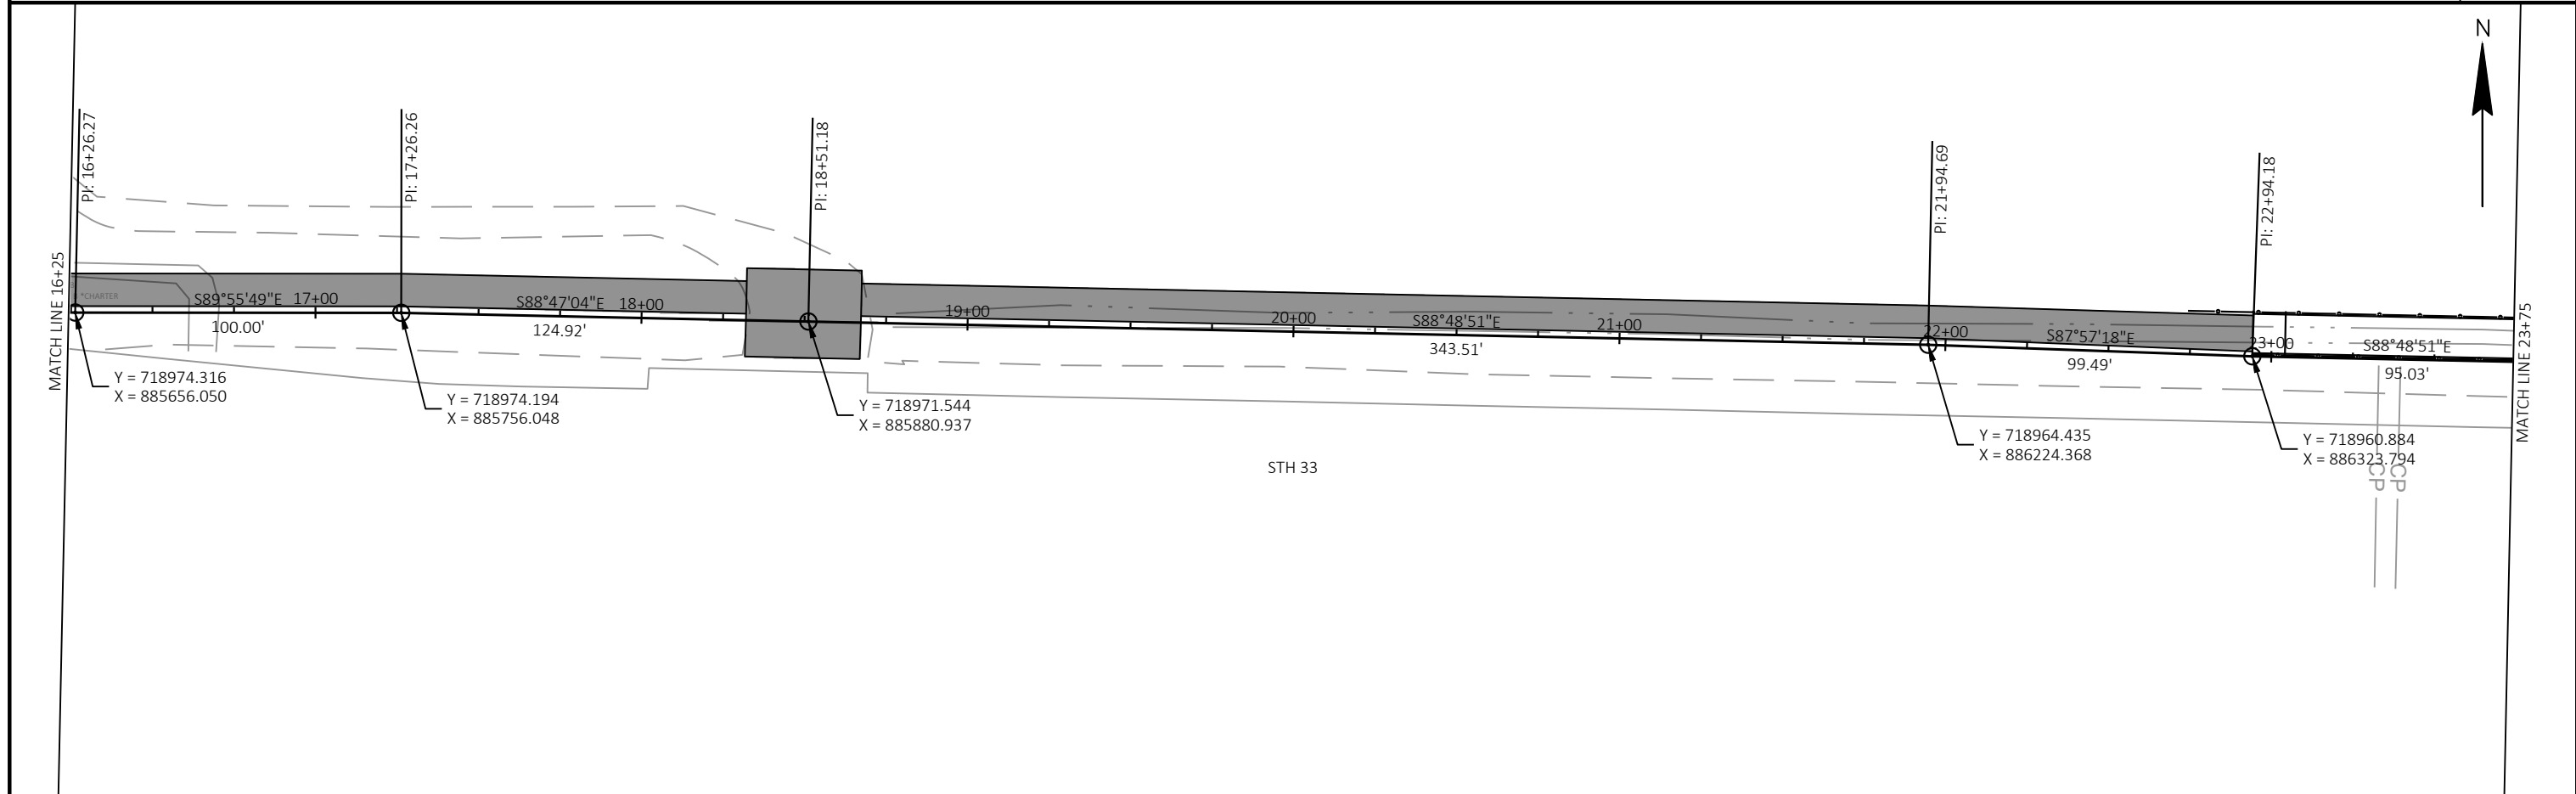 N
MATCH LINE 16+25
PI: 16+26.27
PI: 17+26.26
PI: 18+51.18
PI: 21+94.69
PI: 22+94.18
MATCH LINE 23+75
*CHARTER
S89°55'49"E
17+00
100.00'
S88°47'04"E
18+00
124.92'
19+00
20+00
S88°48'51"E
343.51'
21+00
22+00
S87°57'18"E
99.49'
23+00
S88°48'51"E
95.03'
Y = 718974.316
X = 885656.050
Y = 718974.194
X = 885756.048
Y = 718971.544
X = 885880.937
Y = 718964.435
X = 886224.368
Y = 718960.884
X = 886323.794
STH 33
CP
CP